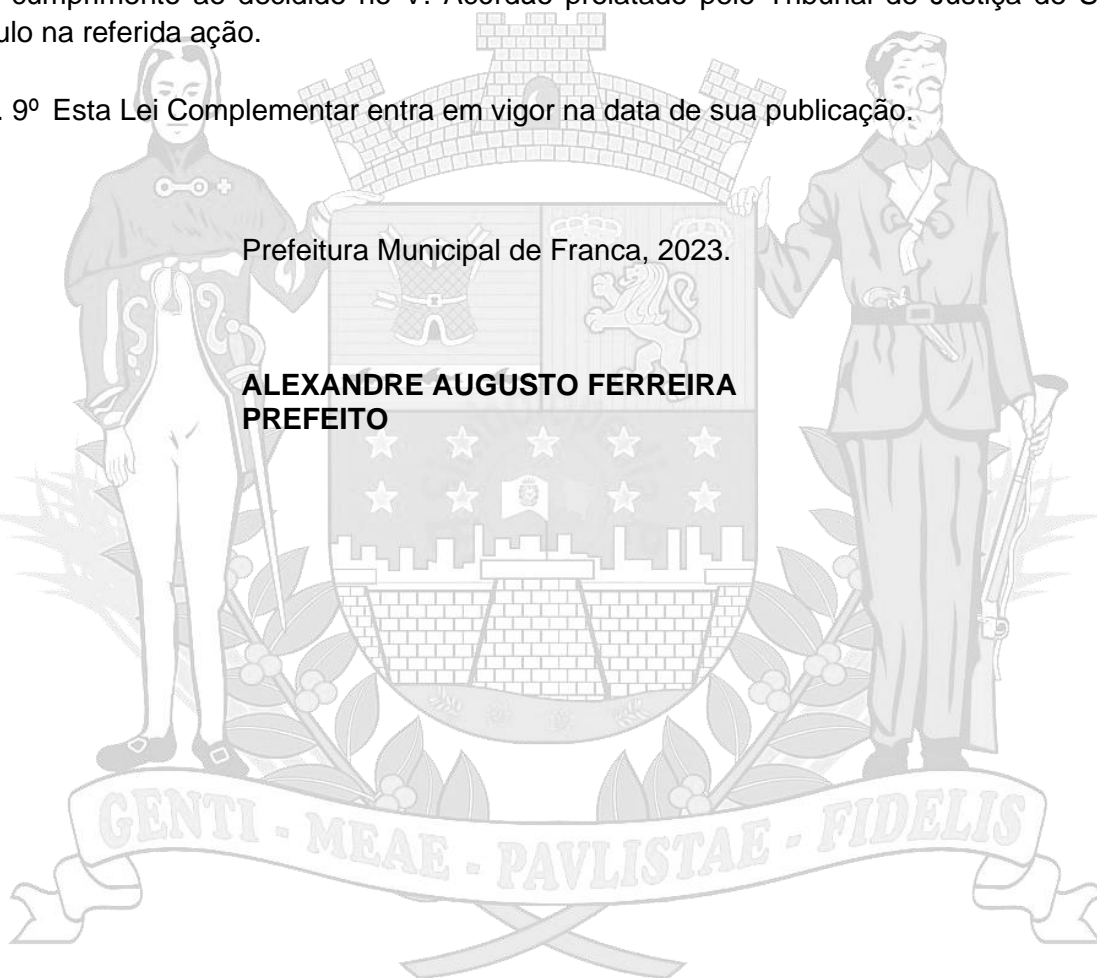 cumprimento ao decidido no V. Acórdão prolatado pelo Tribunal de Justiça de S
ulo na referida ação.
. 9º Esta Lei Complementar entra em vigor na data de sua publicação.
Prefeitura Municipal de Franca, 2023.
ALEXANDRE AUGUSTO FERREIRA
PREFEITO
GENTI - MEAE - PAVLISTAE - FIDELIS